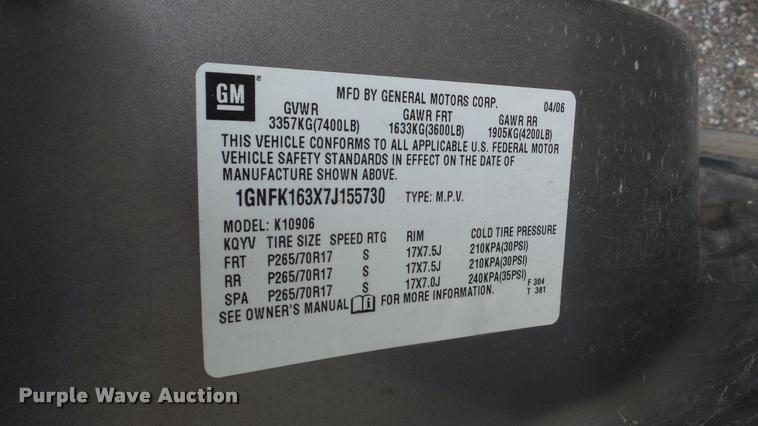 GM
MFD BY GENERAL MOTORS CORP. 04/06
GVWR GAWR FRT GAWR RR
3357KG(7400LB) 1633KG(3600LB) 1905KG(4200LB)
THIS VEHICLE CONFORMS TO ALL APPLICABLE U.S. FEDERAL MOTOR
VEHICLE SAFETY STANDARDS IN EFFECT ON THE DATE OF
MANUFACTURE SHOWN ABOVE.
1GNFK163X7J155730 TYPE: M.P.V.
MODEL: K10906
KQYV TIRE SIZE SPEED RTG RIM COLD TIRE PRESSURE
FRT P265/70R17 S 17X7.5J 210KPA(30PSI)
RR P265/70R17 S 17X7.5J 210KPA(30PSI)
SPA P265/70R17 S 17X7.0J 240KPA(35PSI)
SEE OWNER'S MANUAL i FOR MORE INFORMATION.
F 304
T 381
Purple Wave Auction